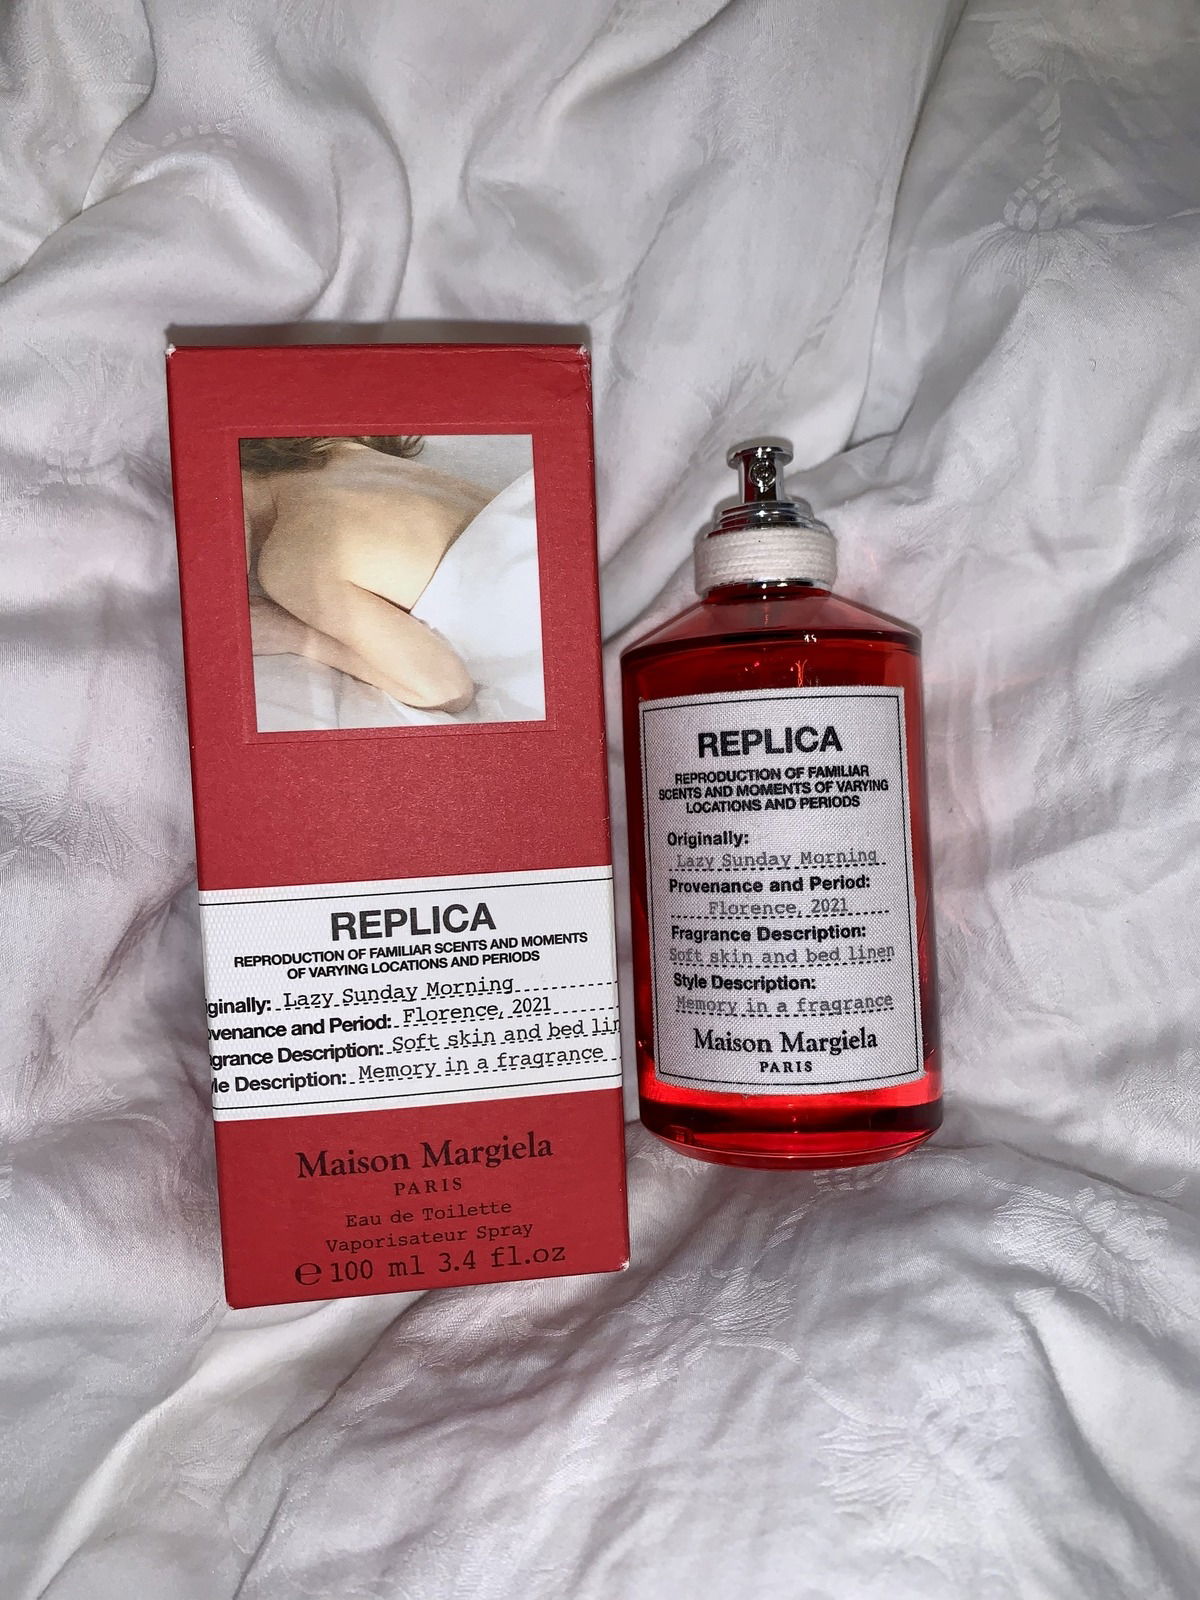 REPLICA
REPRODUCTION OF FAMILIAR SCENTS AND MOMENTS
OF VARYING LOCATIONS AND PERIODS
iginally: Lazy Sunday Morning
venance and Period: Florence, 2021
grance Description: Soft skin and bed lin
le Description: Memory in a fragrance
Maison Margiela
PARIS
Eau de Toilette
Vaporisateur Spray
℮ 100 ml 3.4 fl.oz
REPLICA
REPRODUCTION OF FAMILIAR
SCENTS AND MOMENTS OF VARYING
LOCATIONS AND PERIODS
Originally:
Lazy Sunday Morning
Provenance and Period:
Florence, 2021
Fragrance Description:
Soft skin and bed linen
Style Description:
Memory in a fragrance
Maison Margiela
PARIS